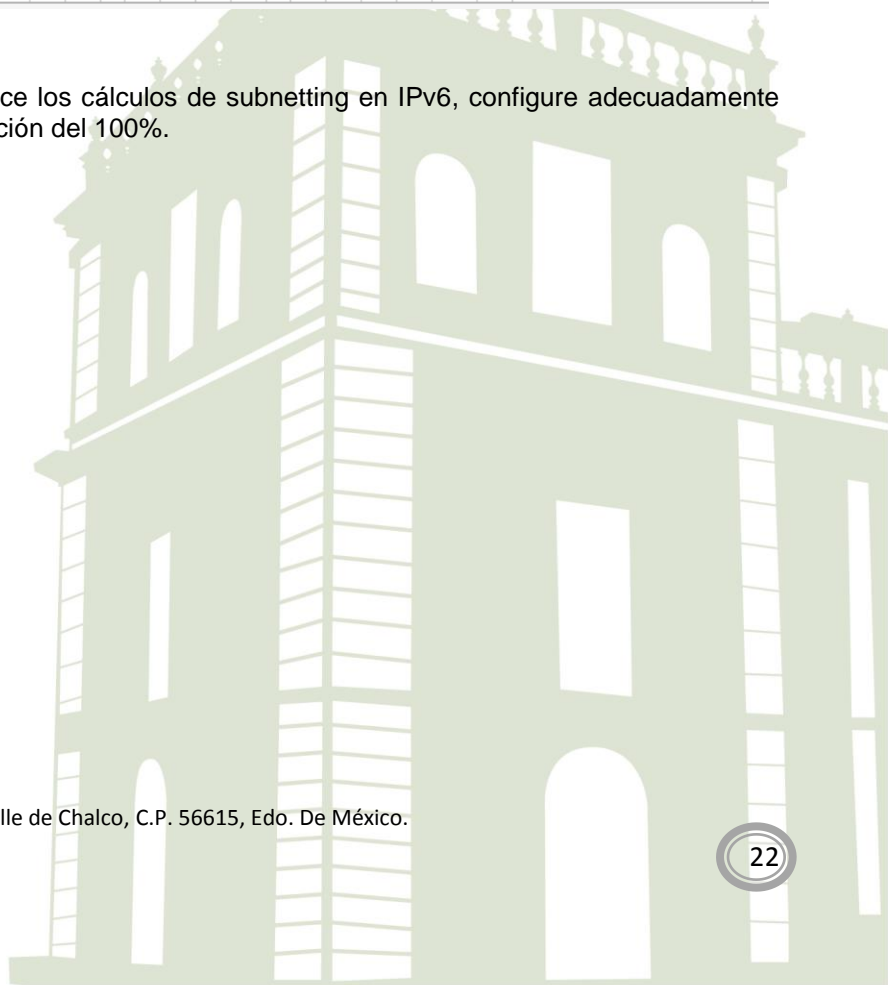 ce los cálculos de subnetting en IPv6, configure adecuadamente
ción del 100%.
lle de Chalco, C.P. 56615, Edo. De México.
22